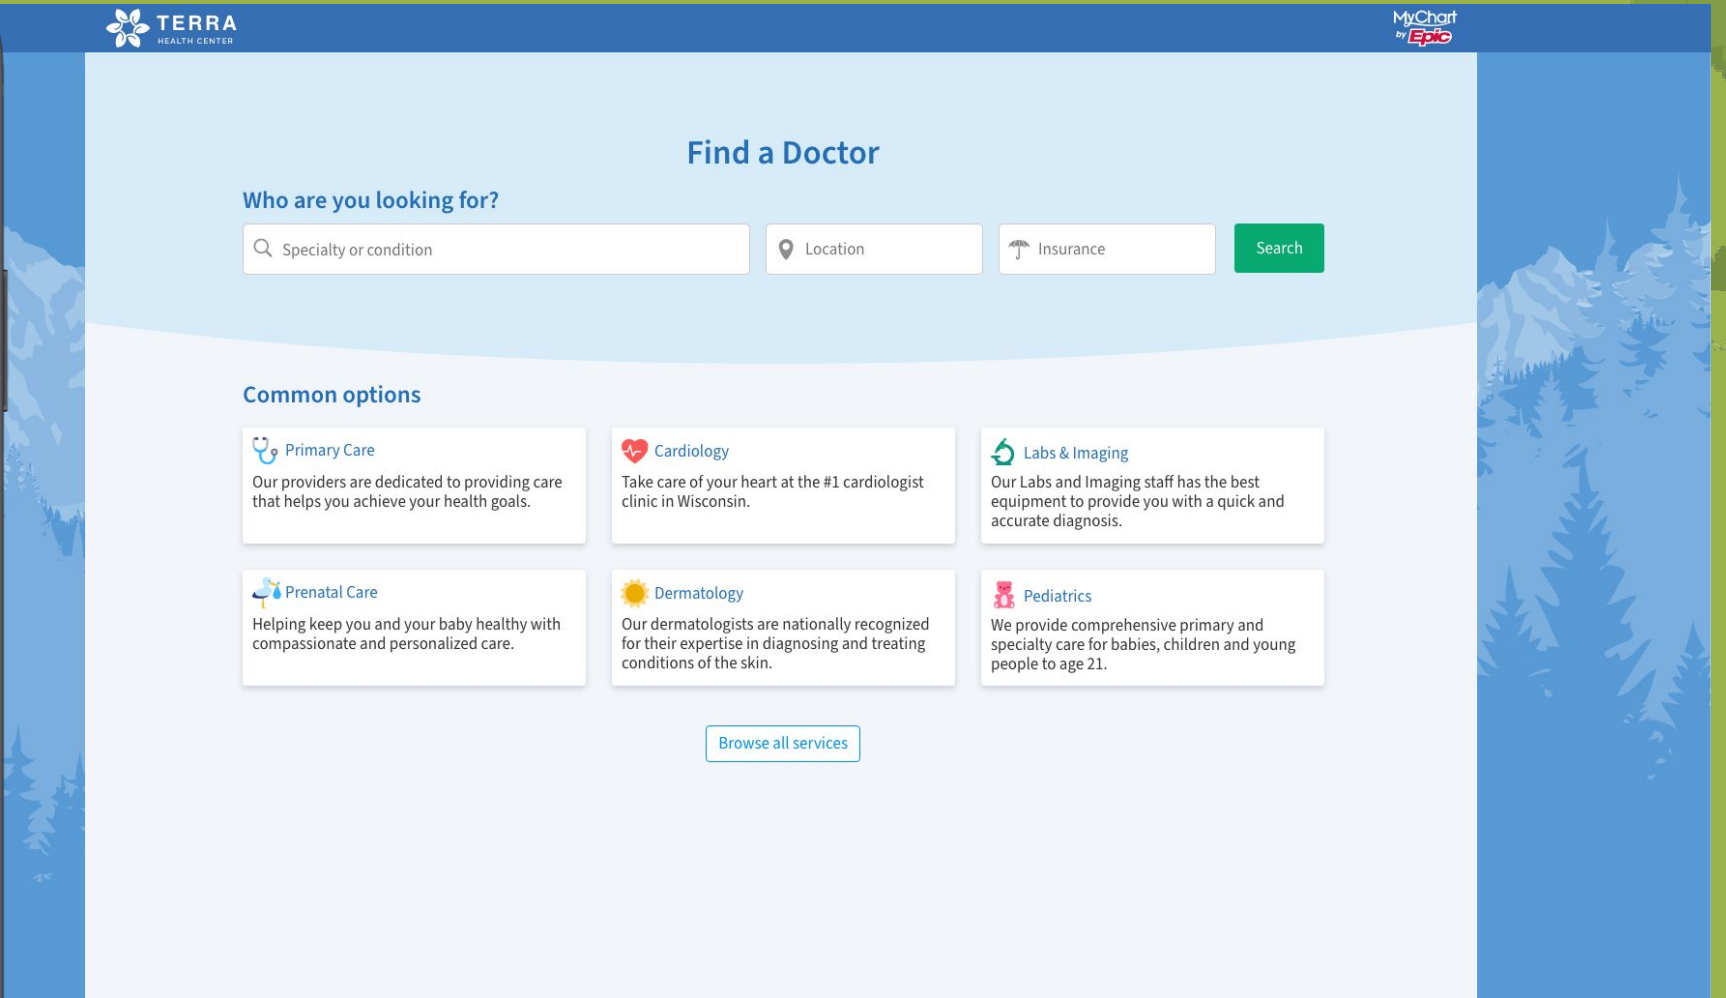 TERRA
HEALTH CENTER
MyChart
by Epic
Find a Doctor
Who are you looking for?
Specialty or condition
Location
Insurance
Search
Common options
Primary Care
Our providers are dedicated to providing care
that helps you achieve your health goals.
Cardiology
Take care of your heart at the #1 cardiologist
clinic in Wisconsin.
Labs & Imaging
Our Labs and Imaging staff has the best
equipment to provide you with a quick and
accurate diagnosis.
Prenatal Care
Helping keep you and your baby healthy with
compassionate and personalized care.
Dermatology
Our dermatologists are nationally recognized
for their expertise in diagnosing and treating
conditions of the skin.
Pediatrics
We provide comprehensive primary and
specialty care for babies, children and young
people to age 21.
Browse all services